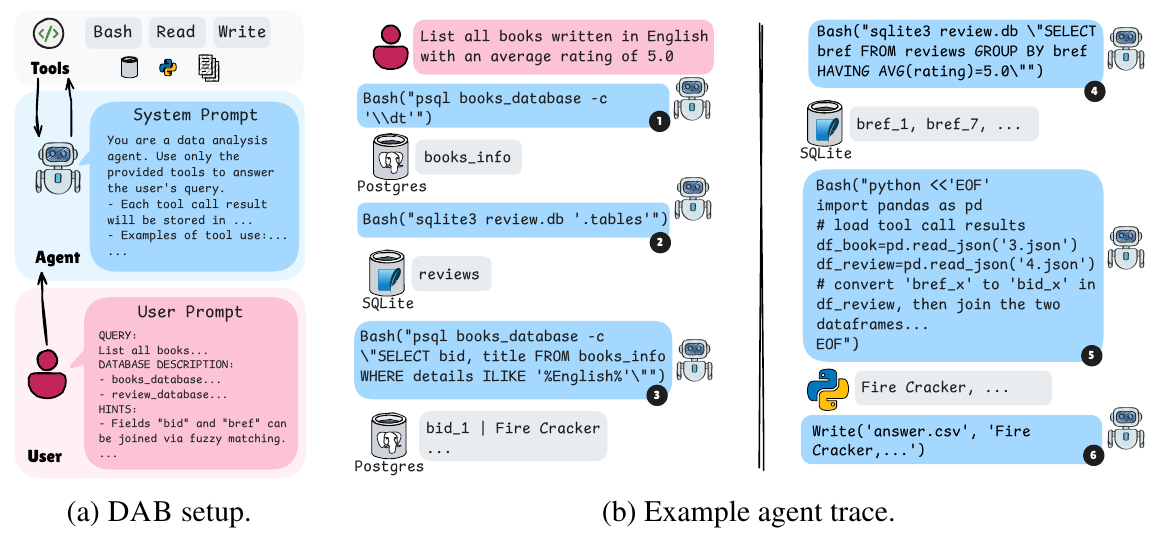 Bash Read Write
Tools
System Prompt
You are a data analysis
agent. Use only the
provided tools to answer
the user's query.
- Each tool call result
will be stored in ...
- Examples of tool use:...
...
Agent
User Prompt
QUERY:
List all books...
DATABASE DESCRIPTION:
- books_database...
- review_database...
HINTS:
- Fields "bid" and "bref" can
be joined via fuzzy matching.
...
User
(a) DAB setup.
List all books written in English
with an average rating of 5.0
Bash("psql books_database -c
'\\dt'")
1
books_info
Postgres
Bash("sqlite3 review.db '.tables'")
2
reviews
SQLite
Bash("psql books_database -c
\"SELECT bid, title FROM books_info
WHERE details ILIKE '%English%'\"")
3
bid_1 | Fire Cracker
...
Postgres
Bash("sqlite3 review.db \"SELECT
bref FROM reviews GROUP BY bref
HAVING AVG(rating)=5.0\"")
4
bref_1, bref_7, ...
SQLite
Bash("python <<'EOF'
import pandas as pd
# load tool call results
df_book=pd.read_json('3.json')
df_review=pd.read_json('4.json')
# convert 'bref_x' to 'bid_x' in
df_review, then join the two
dataframes...
EOF")
5
Fire Cracker, ...
Write('answer.csv', 'Fire
Cracker,...')
6
(b) Example agent trace.